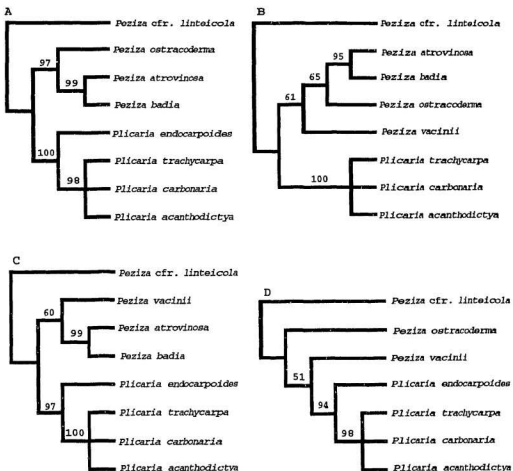 A
Peziza cfr. linteicola
97
Peziza ostracoderma
99
Peziza atrovinosa
Peziza badia
100
Plicaria endocarpoides
98
Plicaria trachycarpa
Plicaria carbonaria
Plicaria acanthodictya
B
Peziza cfr. linteicola
95
Peziza atrovinosa
65
Peziza badia
61
Peziza ostracoderma
Peziza vacinii
100
Plicaria trachycarpa
Plicaria carbonaria
Plicaria acanthodictya
C
Peziza cfr. linteicola
60
Peziza vacinii
99
Peziza atrovinosa
Peziza badia
97
Plicaria endocarpoides
100
Plicaria trachycarpa
Plicaria carbonaria
Plicaria acanthodictya
D
Peziza cfr. linteicola
Peziza ostracoderma
51
Peziza vacinii
94
Plicaria endocarpoides
98
Plicaria trachycarpa
Plicaria carbonaria
Plicaria acanthodictya